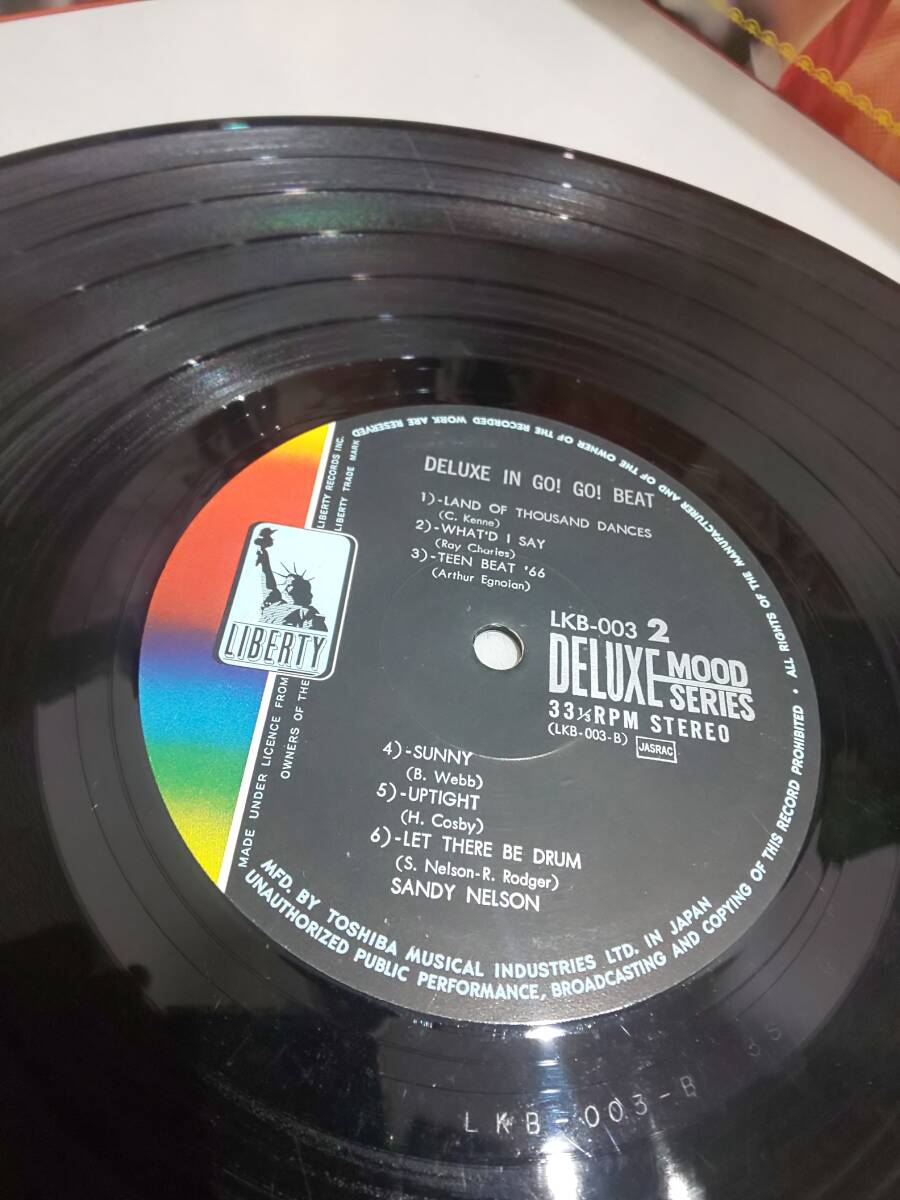 DELUXE IN GO! GO! BEAT
1)-LAND OF THOUSAND DANCES
(C. Kenne)
2)-WHAT'D I SAY
(Ray Charles)
3)-TEEN BEAT '66
(Arthur Egnoian)
LKB-003 2
DELUXE MOOD SERIES
33⅓RPM STEREO
(LKB-003-B) JASRAC
4)-SUNNY
(B. Webb)
5)-UPTIGHT
(H. Cosby)
6)-LET THERE BE DRUM
(S. Nelson-R. Rodger)
SANDY NELSON
LIBERTY
MADE UNDER LICENCE FROM LIBERTY RECORDS INC.
OWNERS OF THE LIBERTY TRADE MARK
MFD. BY TOSHIBA MUSICAL INDUSTRIES LTD. IN JAPAN
ALL RIGHTS OF THE MANUFACTURER AND OF THE OWNER OF THE RECORDED WORK ARE RESERVED
UNAUTHORIZED PUBLIC PERFORMANCE, BROADCASTING AND COPYING OF THIS RECORD PROHIBITED •
LKB-003-B 3S